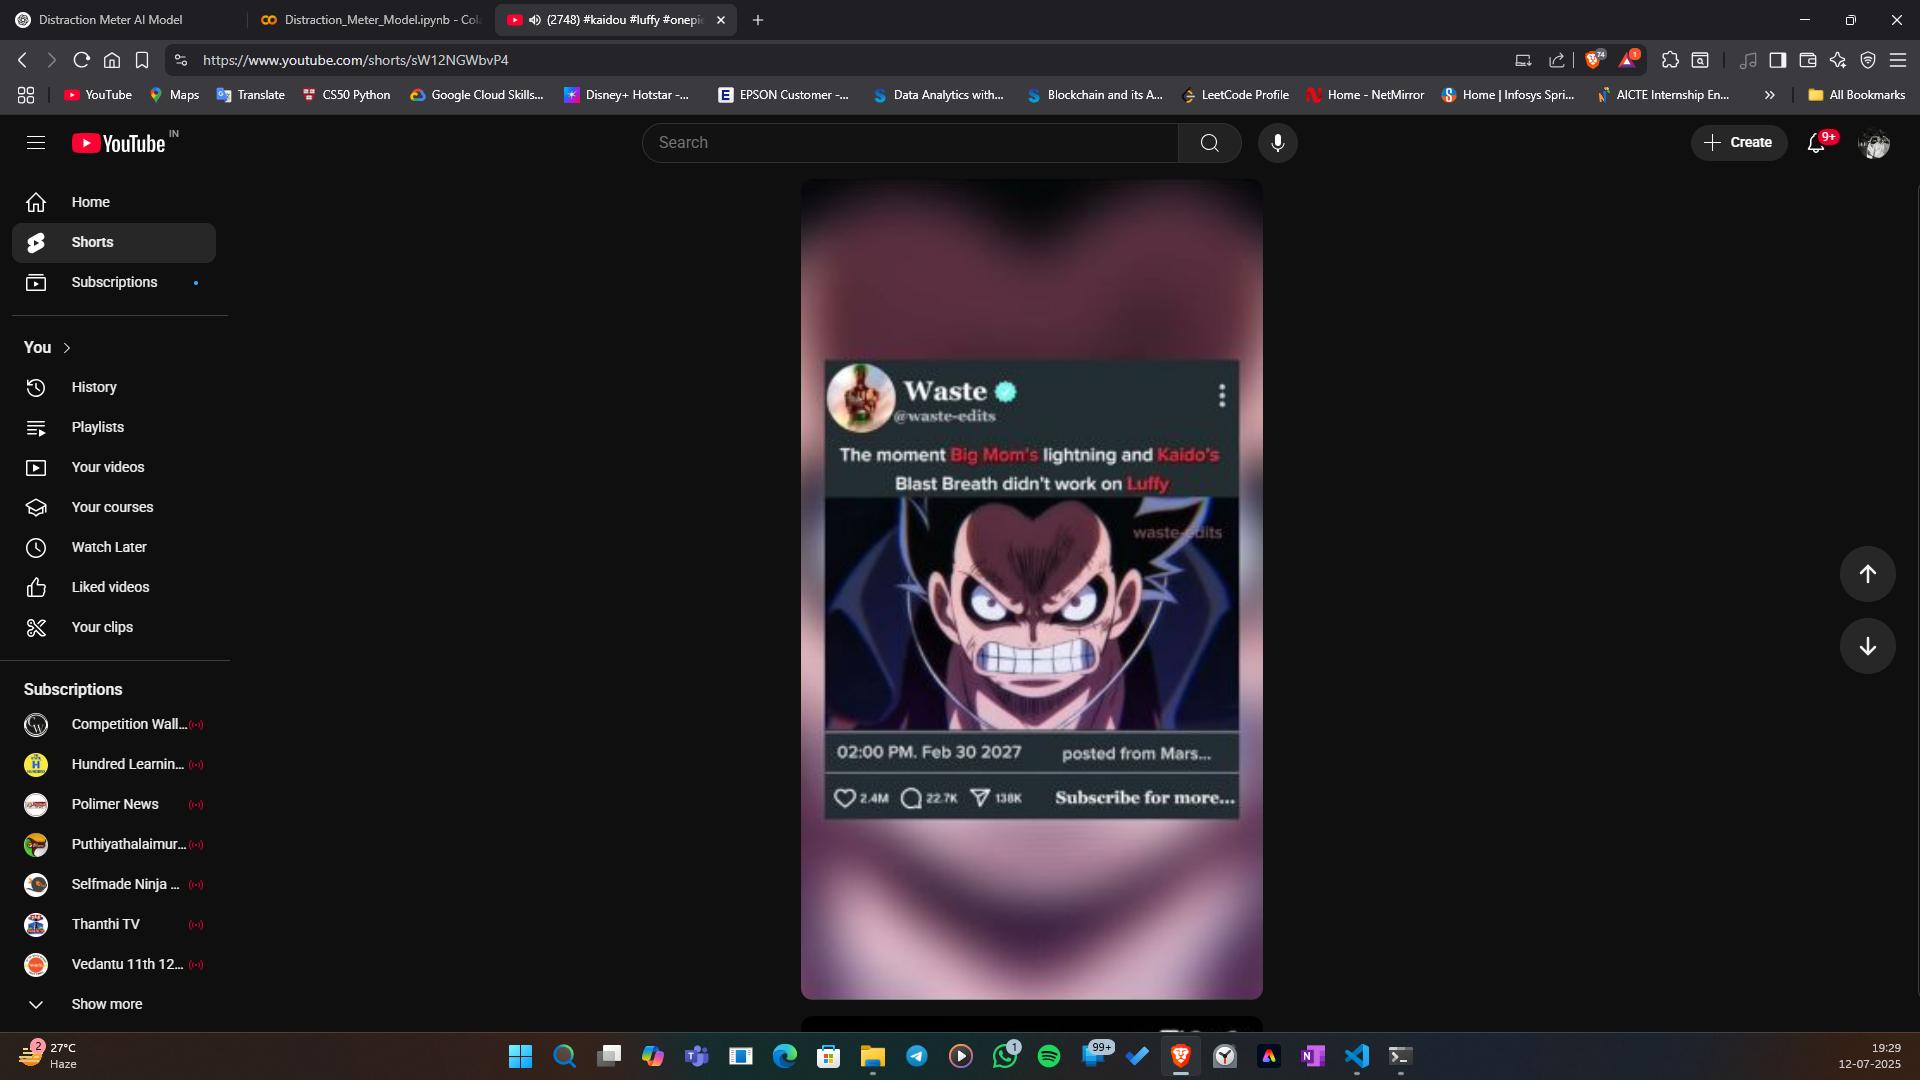 Distraction Meter AI Model
Distraction_Meter_Model.ipynb - Col
(2748) #kaidou #luffy #onepie
https://www.youtube.com/shorts/sW12NGWbvP4
74
1
YouTube
Maps
Translate
CS50 Python
Google Cloud Skills...
Disney+ Hotstar -...
EPSON Customer -...
Data Analytics with...
Blockchain and its A...
LeetCode Profile
Home - NetMirror
Home | Infosys Spri...
AICTE Internship En...
All Bookmarks
YouTube IN
Search
Create
9+
Home
Shorts
Subscriptions
You
History
Playlists
Your videos
Your courses
Watch Later
Liked videos
Your clips
Subscriptions
Competition Wall...
Hundred Learnin...
Polimer News
Puthiyathalaimur...
Selfmade Ninja ...
Thanthi TV
Vedantu 11th 12...
Show more
Waste
@waste-edits
The moment Big Mom's lightning and Kaido's
Blast Breath didn't work on Luffy
waste-edits
02:00 PM. Feb 30 2027
posted from Mars...
2.4M
22.7K
138K
Subscribe for more...
2
27°C
Haze
1
99+
19:29
12-07-2025